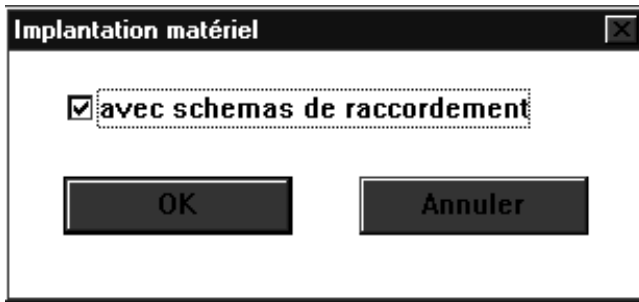 Implantation matériel
avec schemas de raccordement
OK
Annuler